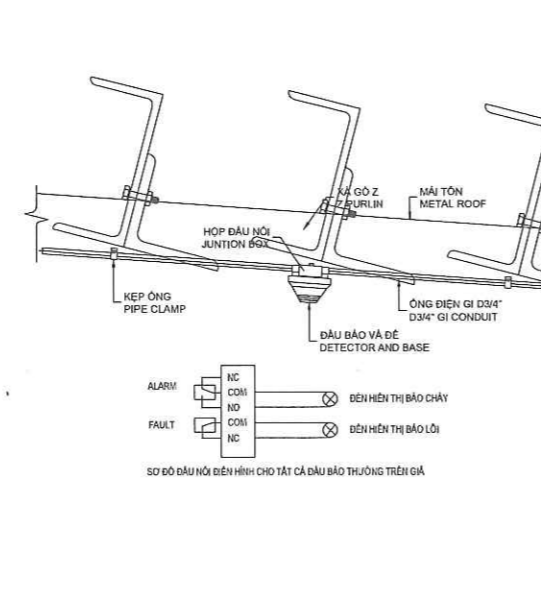 XÀ GỒ Z
Z PURLIN
MÁI TÔN
METAL ROOF
HỘP ĐẤU NỐI
JUNTION BOX
KẸP ỐNG
PIPE CLAMP
ỐNG ĐIỆN GI D3/4"
D3/4" GI CONDUIT
ĐẦU BÁO VÀ ĐẾ
DETECTOR AND BASE
NC
ALARM
COM
ĐÈN HIỂN THỊ BÁO CHÁY
NO
FAULT
COM
ĐÈN HIỂN THỊ BÁO LỖI
NC
SƠ ĐỒ ĐẤU NỐI ĐIỂN HÌNH CHO TẤT CẢ ĐẦU BÁO THƯỜNG TRÊN GIÁ